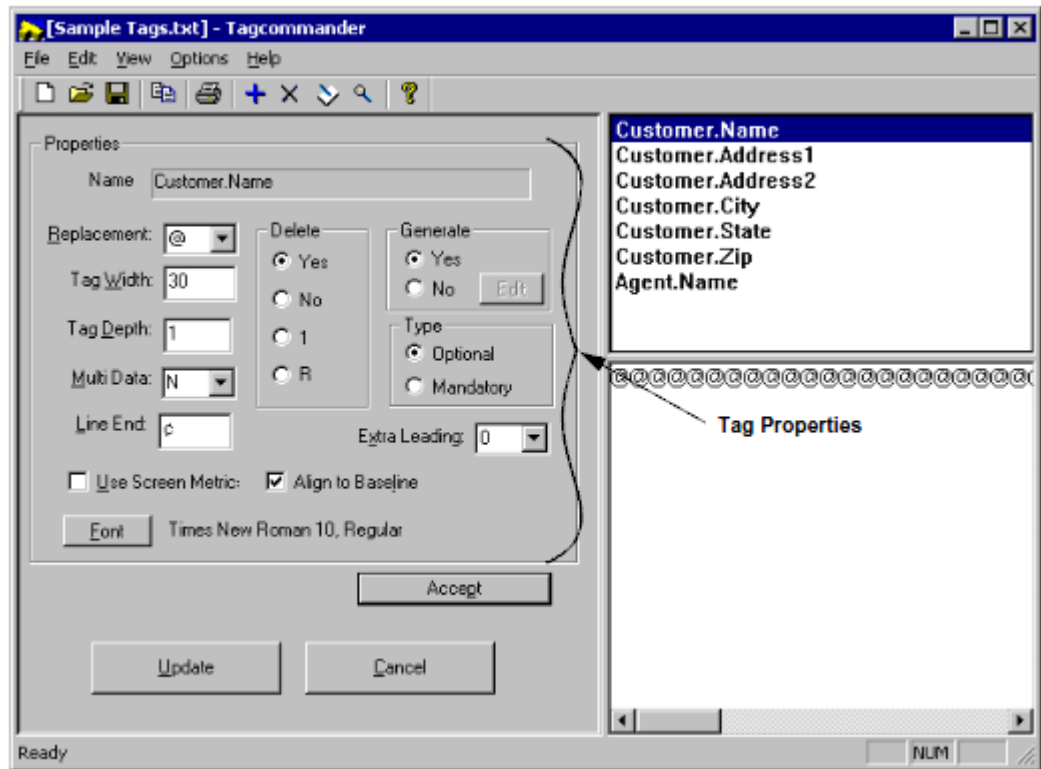 [Sample Tags.txt] - Tagcommander
File Edit View Options Help
Properties
Name Customer.Name
Replacement: @
Tag Width: 30
Tag Depth: 1
Multi Data: N
Line End: ¢
Delete
Yes
No
1
R
Generate
Yes
No Edt
Type
Optional
Mandatory
Extra Leading: 0
Use Screen Metric: Align to Baseline
Font Times New Roman 10, Regular
Accept
Update Cancel
Customer.Name
Customer.Address1
Customer.Address2
Customer.City
Customer.State
Customer.Zip
Agent.Name
@@@@@@@@@@@@@@@@@@@@@@@@
Tag Properties
Ready NUM